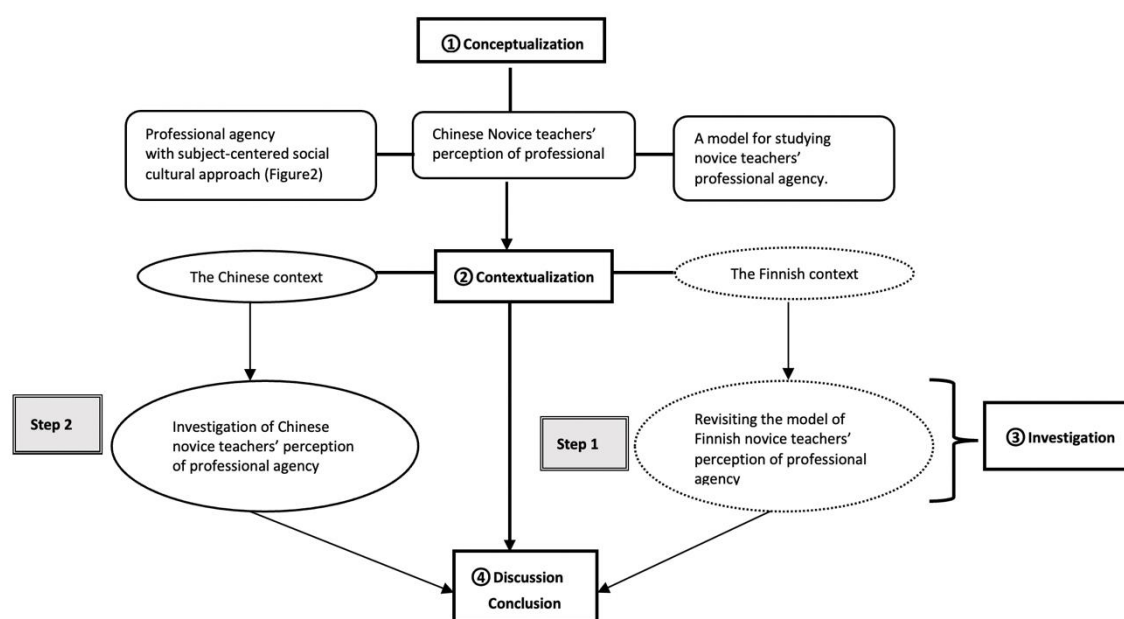 ① Conceptualization
Professional agency
with subject-centered social
cultural approach (Figure2)
Chinese Novice teachers’
perception of professional
A model for studying
novice teachers’
professional agency.
The Chinese context
② Contextualization
The Finnish context
Step 2
Investigation of Chinese
novice teachers’ perception
of professional agency
Step 1
Revisiting the model of
Finnish novice teachers’
perception of professional
agency
③ Investigation
④ Discussion
Conclusion